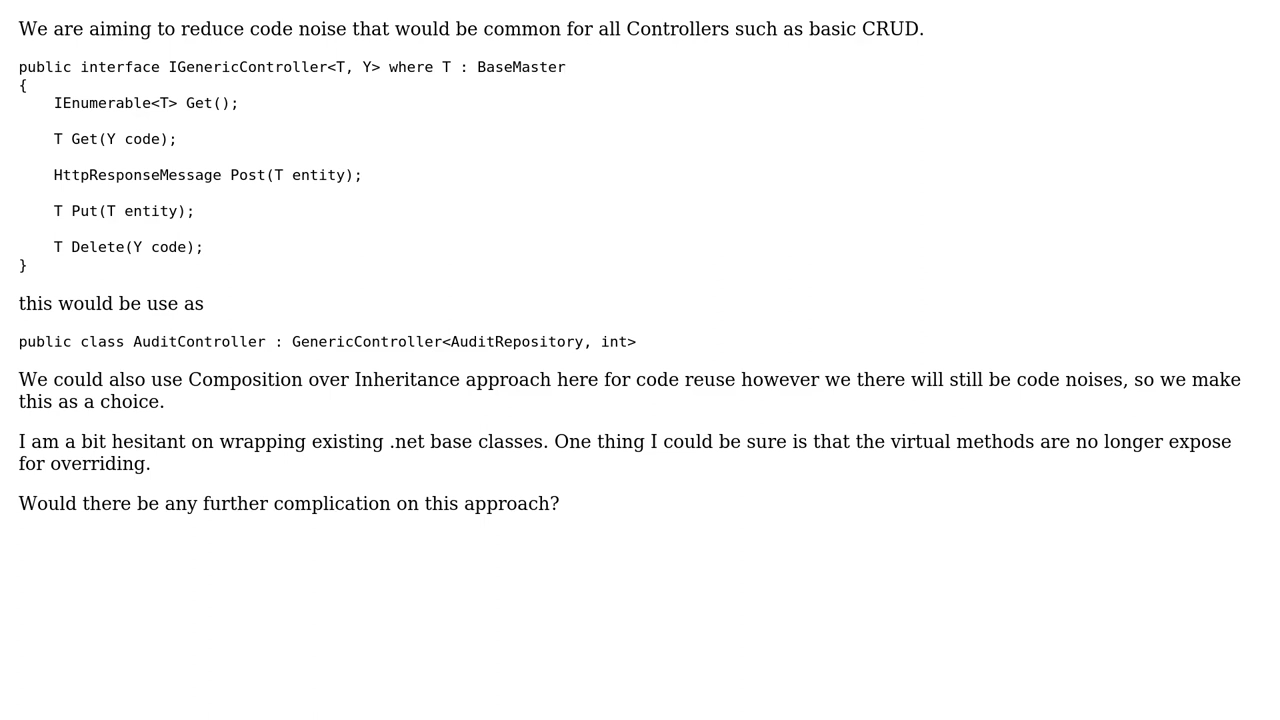 We are aiming to reduce code noise that would be common for all Controllers such as basic CRUD.
public interface IGenericController<T, Y> where T : BaseMaster
{
    IEnumerable<T> Get();
    T Get(Y code);
    HttpResponseMessage Post(T entity);
    T Put(T entity);
    T Delete(Y code);
}
this would be use as
public class AuditController : GenericController<AuditRepository, int>
We could also use Composition over Inheritance approach here for code reuse however we there will still be code noises, so we make
this as a choice.
I am a bit hesitant on wrapping existing .net base classes. One thing I could be sure is that the virtual methods are no longer expose
for overriding.
Would there be any further complication on this approach?